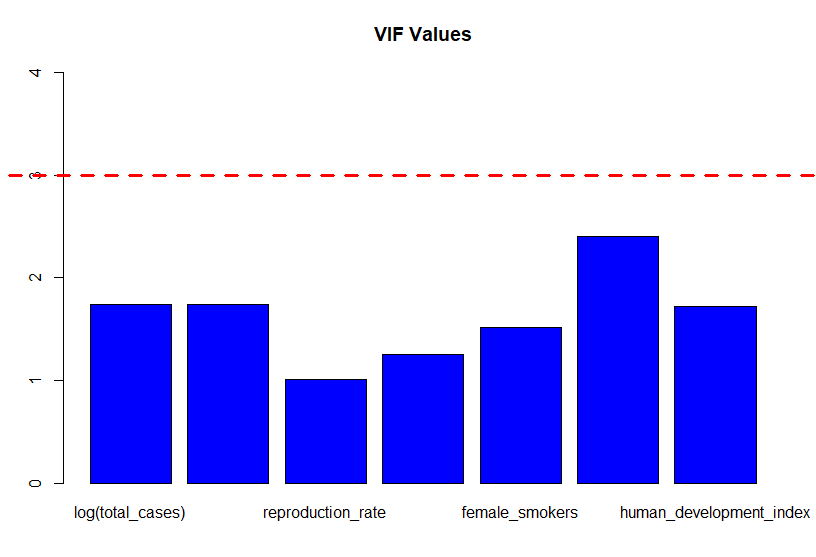 VIF Values
4
3
2
1
0
log(total_cases) reproduction_rate female_smokers human_development_index